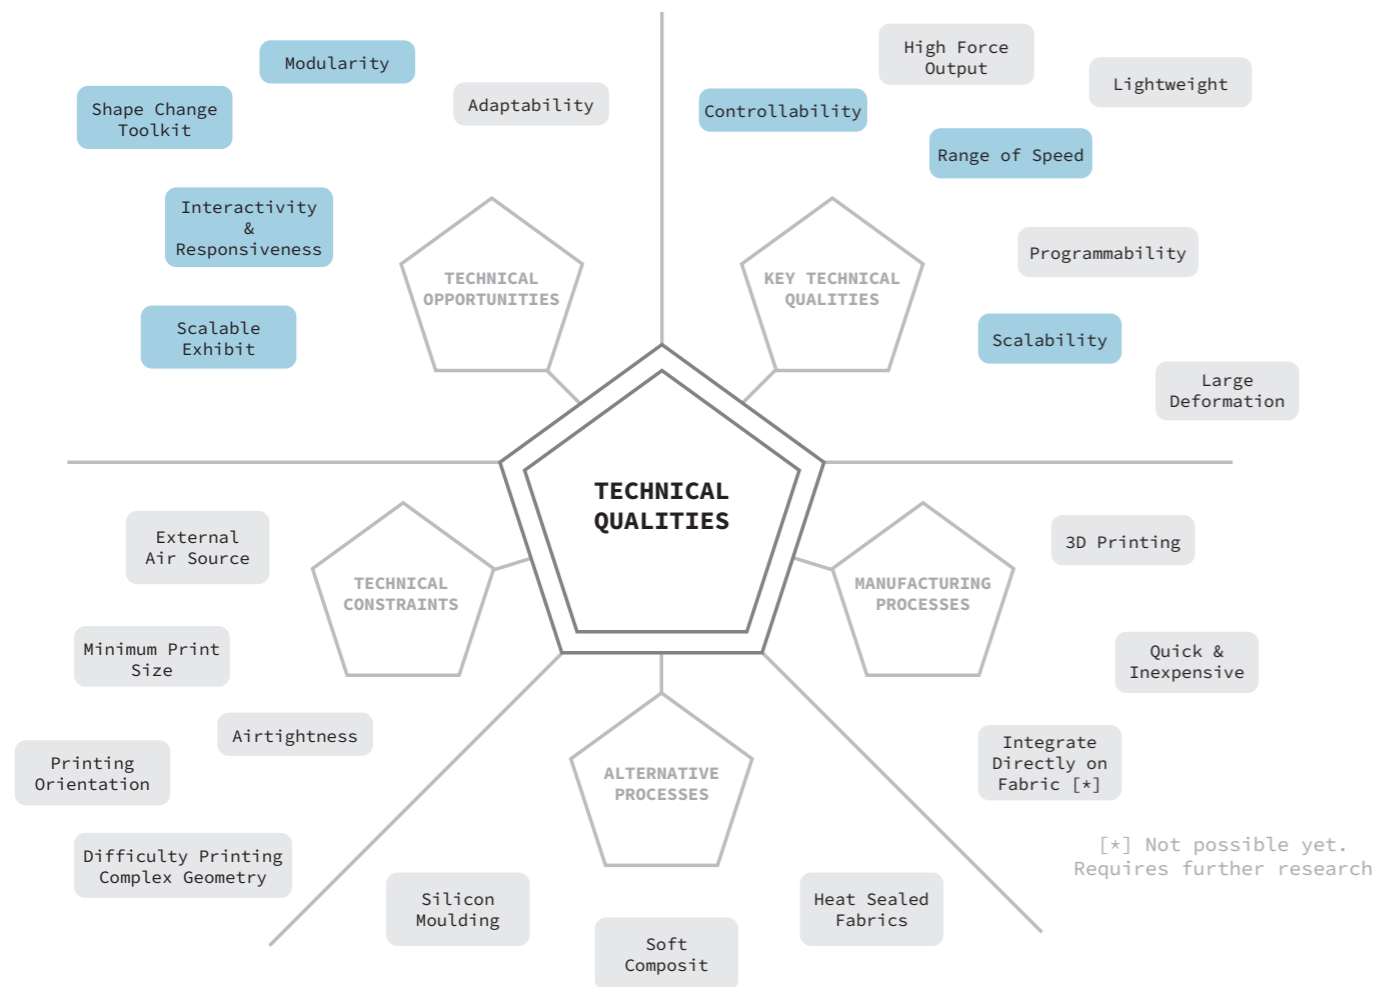 Modularity
Shape Change
Toolkit
Adaptability
Interactivity
&
Responsiveness
Scalable
Exhibit
TECHNICAL
OPPORTUNITIES
High Force
Output
Lightweight
Controllability
Range of Speed
Programmability
Scalability
Large
Deformation
KEY TECHNICAL
QUALITIES
TECHNICAL
QUALITIES
External
Air Source
Minimum Print
Size
Airtightness
Printing
Orientation
Difficulty Printing
Complex Geometry
TECHNICAL
CONSTRAINTS
ALTERNATIVE
PROCESSES
Silicon
Moulding
Soft
Composit
Heat Sealed
Fabrics
MANUFACTURING
PROCESSES
3D Printing
Quick &
Inexpensive
Integrate
Directly on
Fabric [*]
[*] Not possible yet.
Requires further research